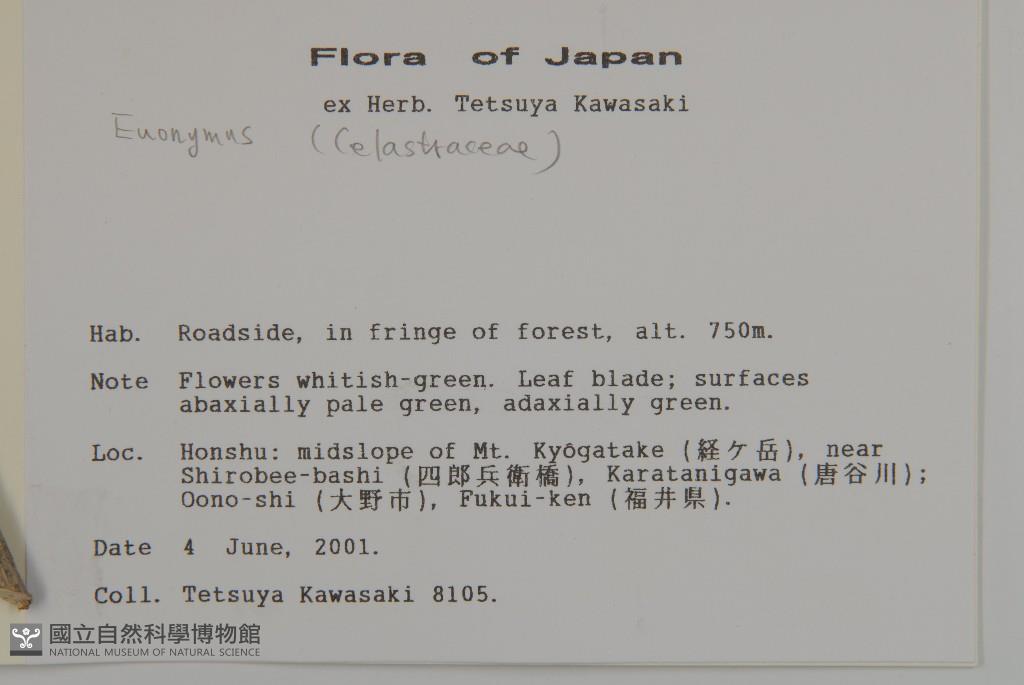 Flora of Japan
ex Herb. Tetsuya Kawasaki
Euonymus (Celastraceae)
Hab. Roadside, in fringe of forest, alt. 750m.
Note Flowers whitish-green. Leaf blade; surfaces
abaxially pale green, adaxially green.
Loc. Honshu: midslope of Mt. Kyôgatake (経ケ岳), near
Shirobee-bashi (四郎兵衛橋), Karatanigawa (唐谷川);
Oono-shi (大野市), Fukui-ken (福井県).
Date 4 June, 2001.
Coll. Tetsuya Kawasaki 8105.
國立自然科學博物館
NATIONAL MUSEUM OF NATURAL SCIENCE